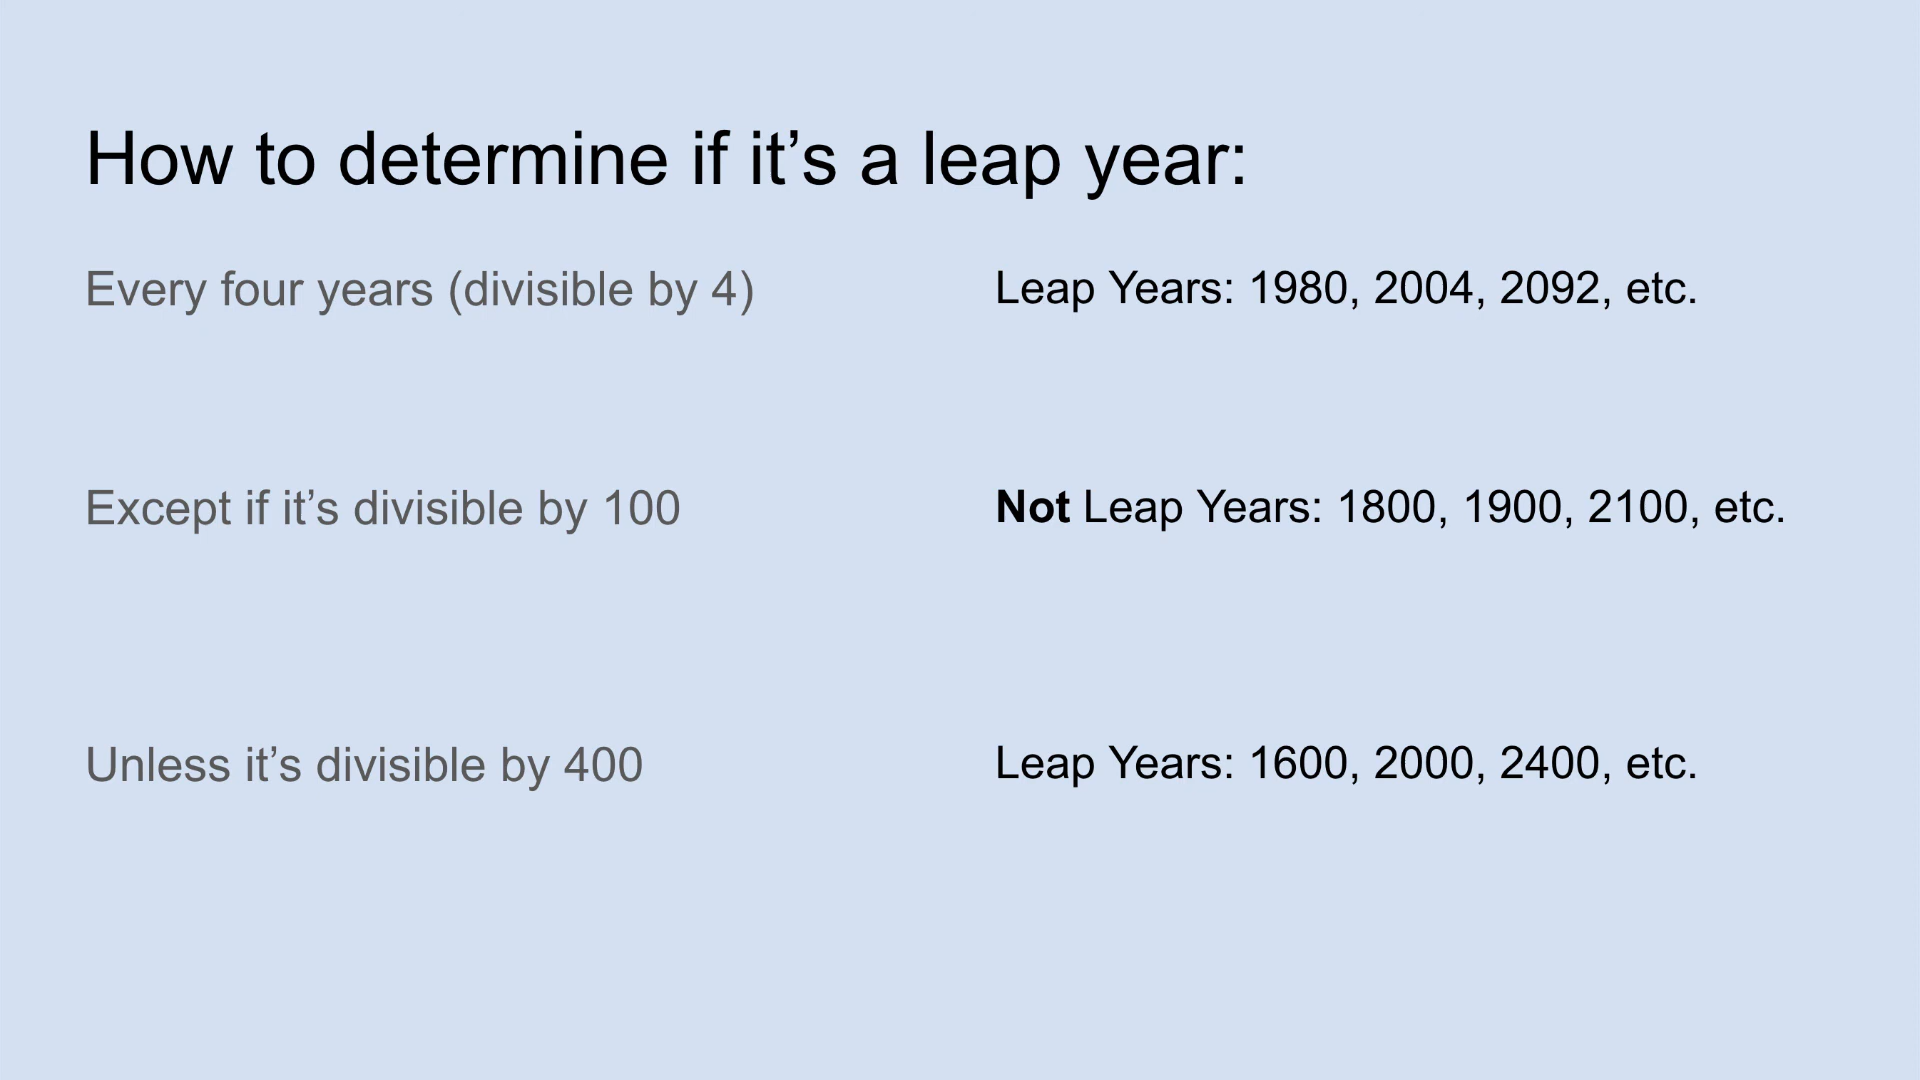 How to determine if it’s a leap year:
Every four years (divisible by 4)
Leap Years: 1980, 2004, 2092, etc.
Except if it’s divisible by 100
Not Leap Years: 1800, 1900, 2100, etc.
Unless it’s divisible by 400
Leap Years: 1600, 2000, 2400, etc.